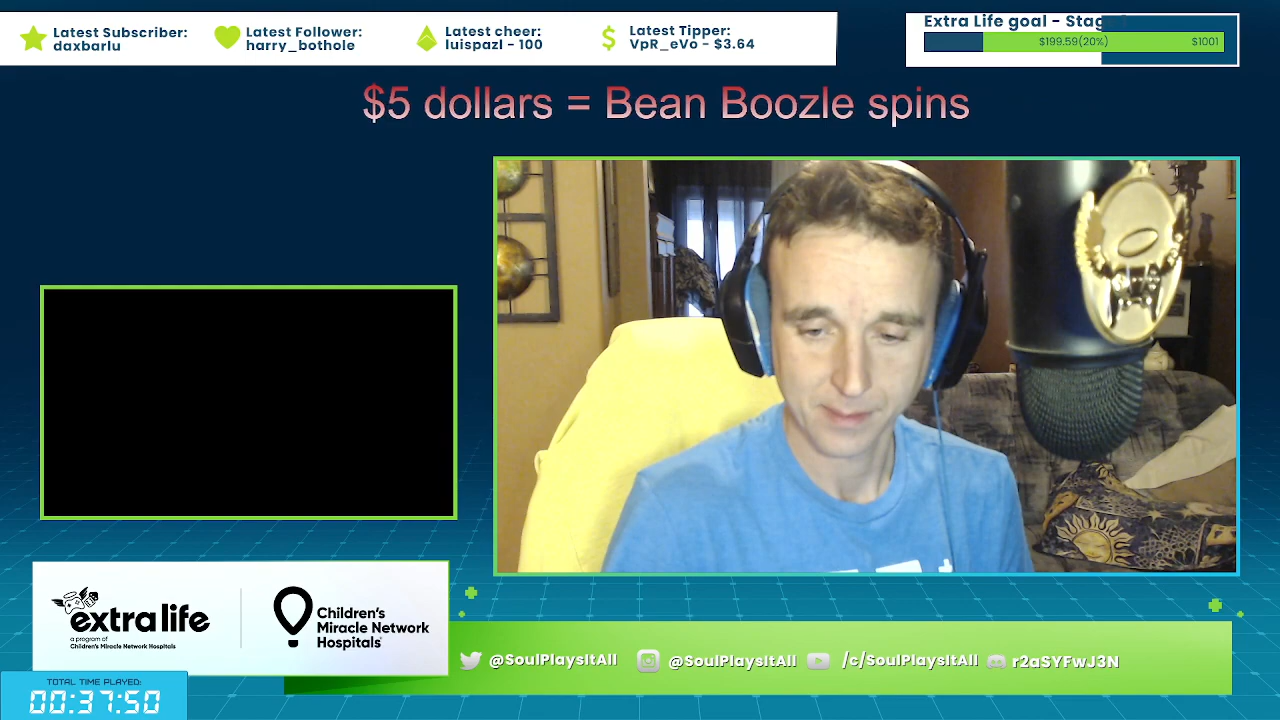 Latest Subscriber:
daxbarlu
Latest Follower:
harry_bothole
Latest cheer:
luispazl - 100
Latest Tipper:
VpR_eVo - $3.64
Extra Life goal - Stage
$199.59(20%)
$1001
$5 dollars = Bean Boozle spins
extra life
a program of
Children's Miracle Network Hospitals
Children's
Miracle Network
Hospitals
@SoulPlaysItAll
@SoulPlaysItAll
/c/SoulPlaysItAll
r2aSYFwJ3N
TOTAL TIME PLAYED:
00:37:50